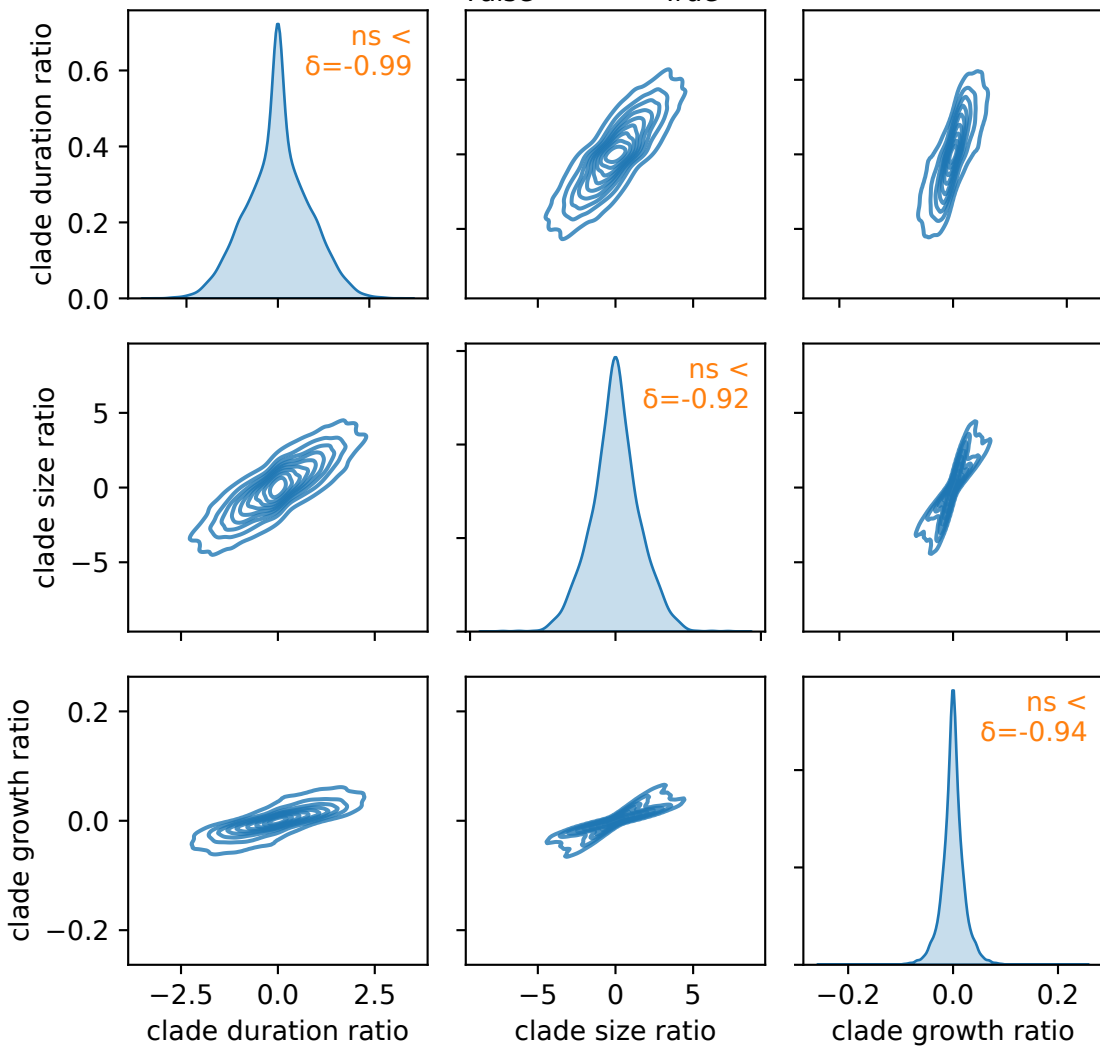 clade duration ratio
0.6
0.4
0.2
0.0
ns <
δ=-0.99
clade size ratio
5
0
−5
ns <
δ=-0.92
clade growth ratio
0.2
0.0
−0.2
ns <
δ=-0.94
−2.5 0.0 2.5
−5 0 5
−0.2 0.0 0.2
clade duration ratio
clade size ratio
clade growth ratio